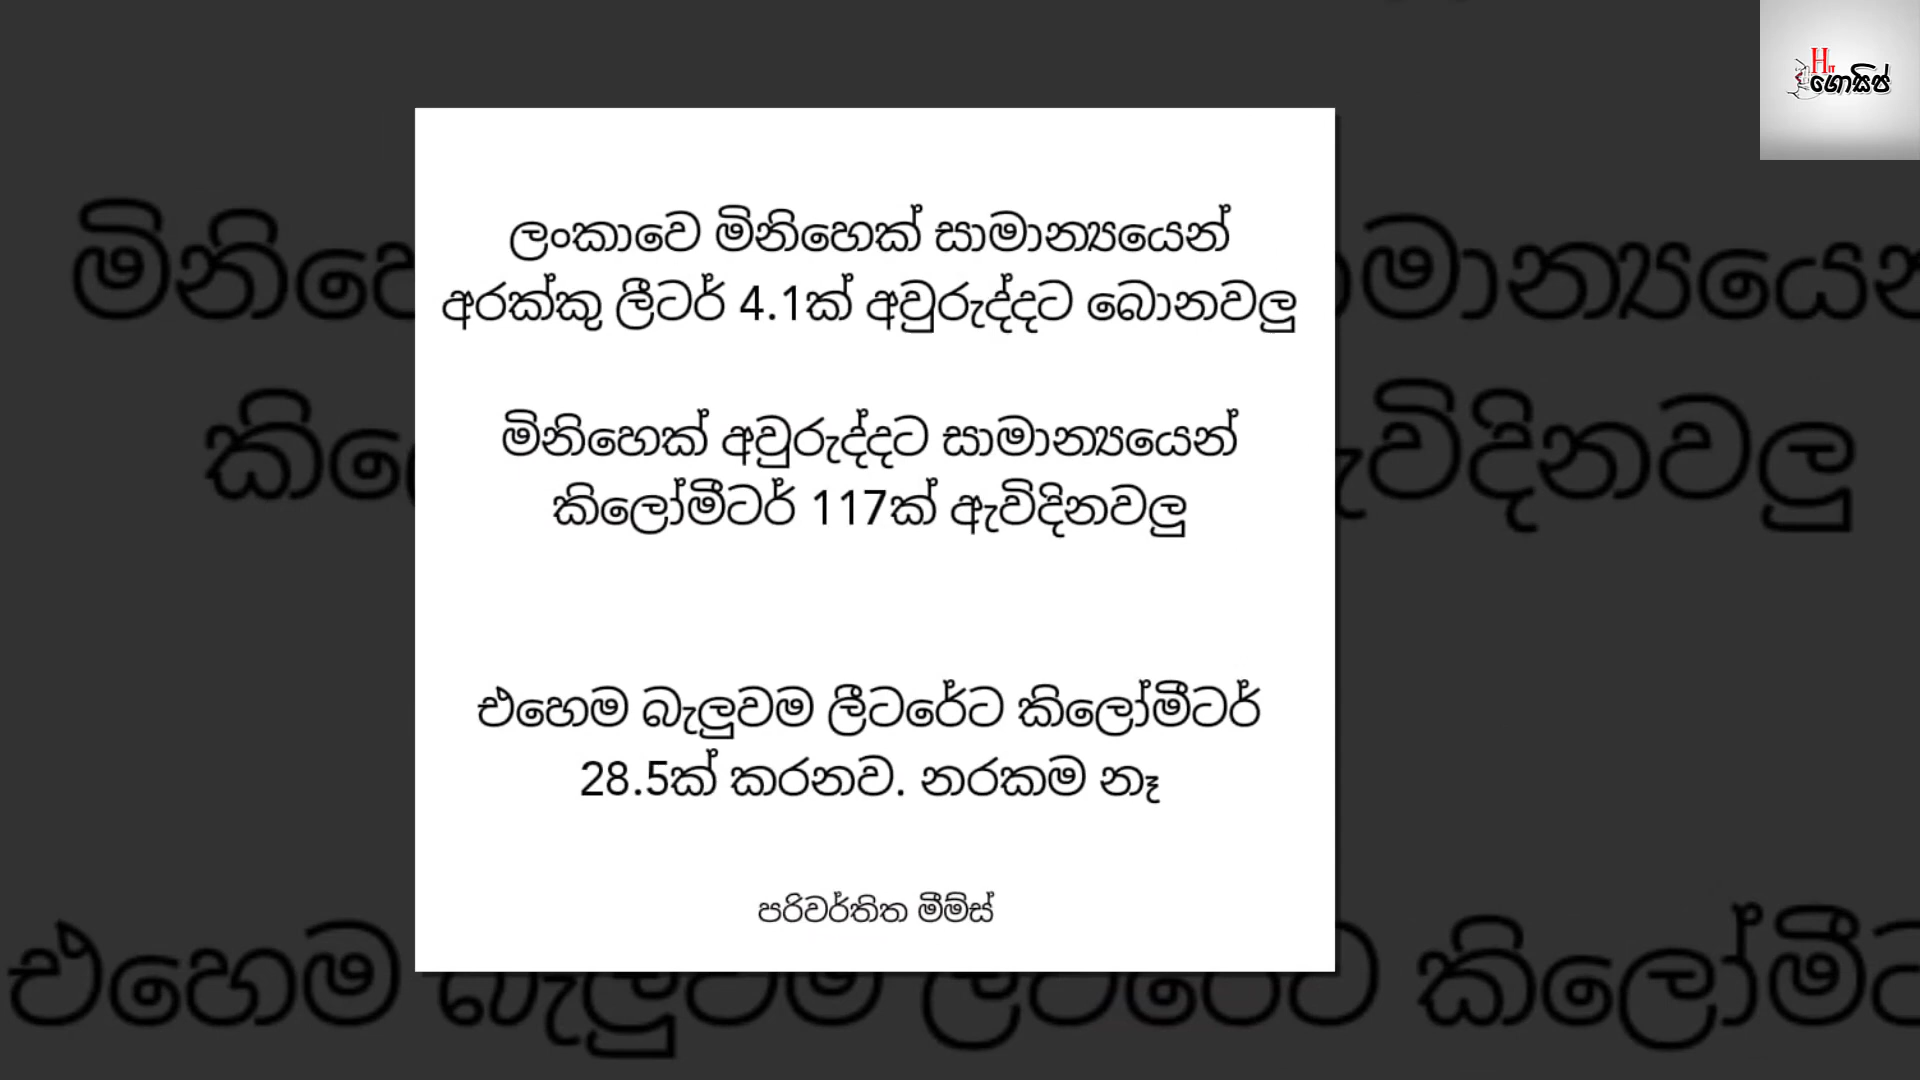 Hit
ගොසිප්
ලංකාවෙ මිනිහෙක් සාමාන්‍යයෙන්
අරක්කු ලීටර් 4.1ක් අවුරුද්දට බොනවලු
මිනිහෙක් අවුරුද්දට සාමාන්‍යයෙන්
කිලෝමීටර් 117ක් ඇවිදිනවලු
එහෙම බැලුවම ලීටරේට කිලෝමීටර්
28.5ක් කරනව. නරකම නෑ
පරිවර්තිත මීම්ස්